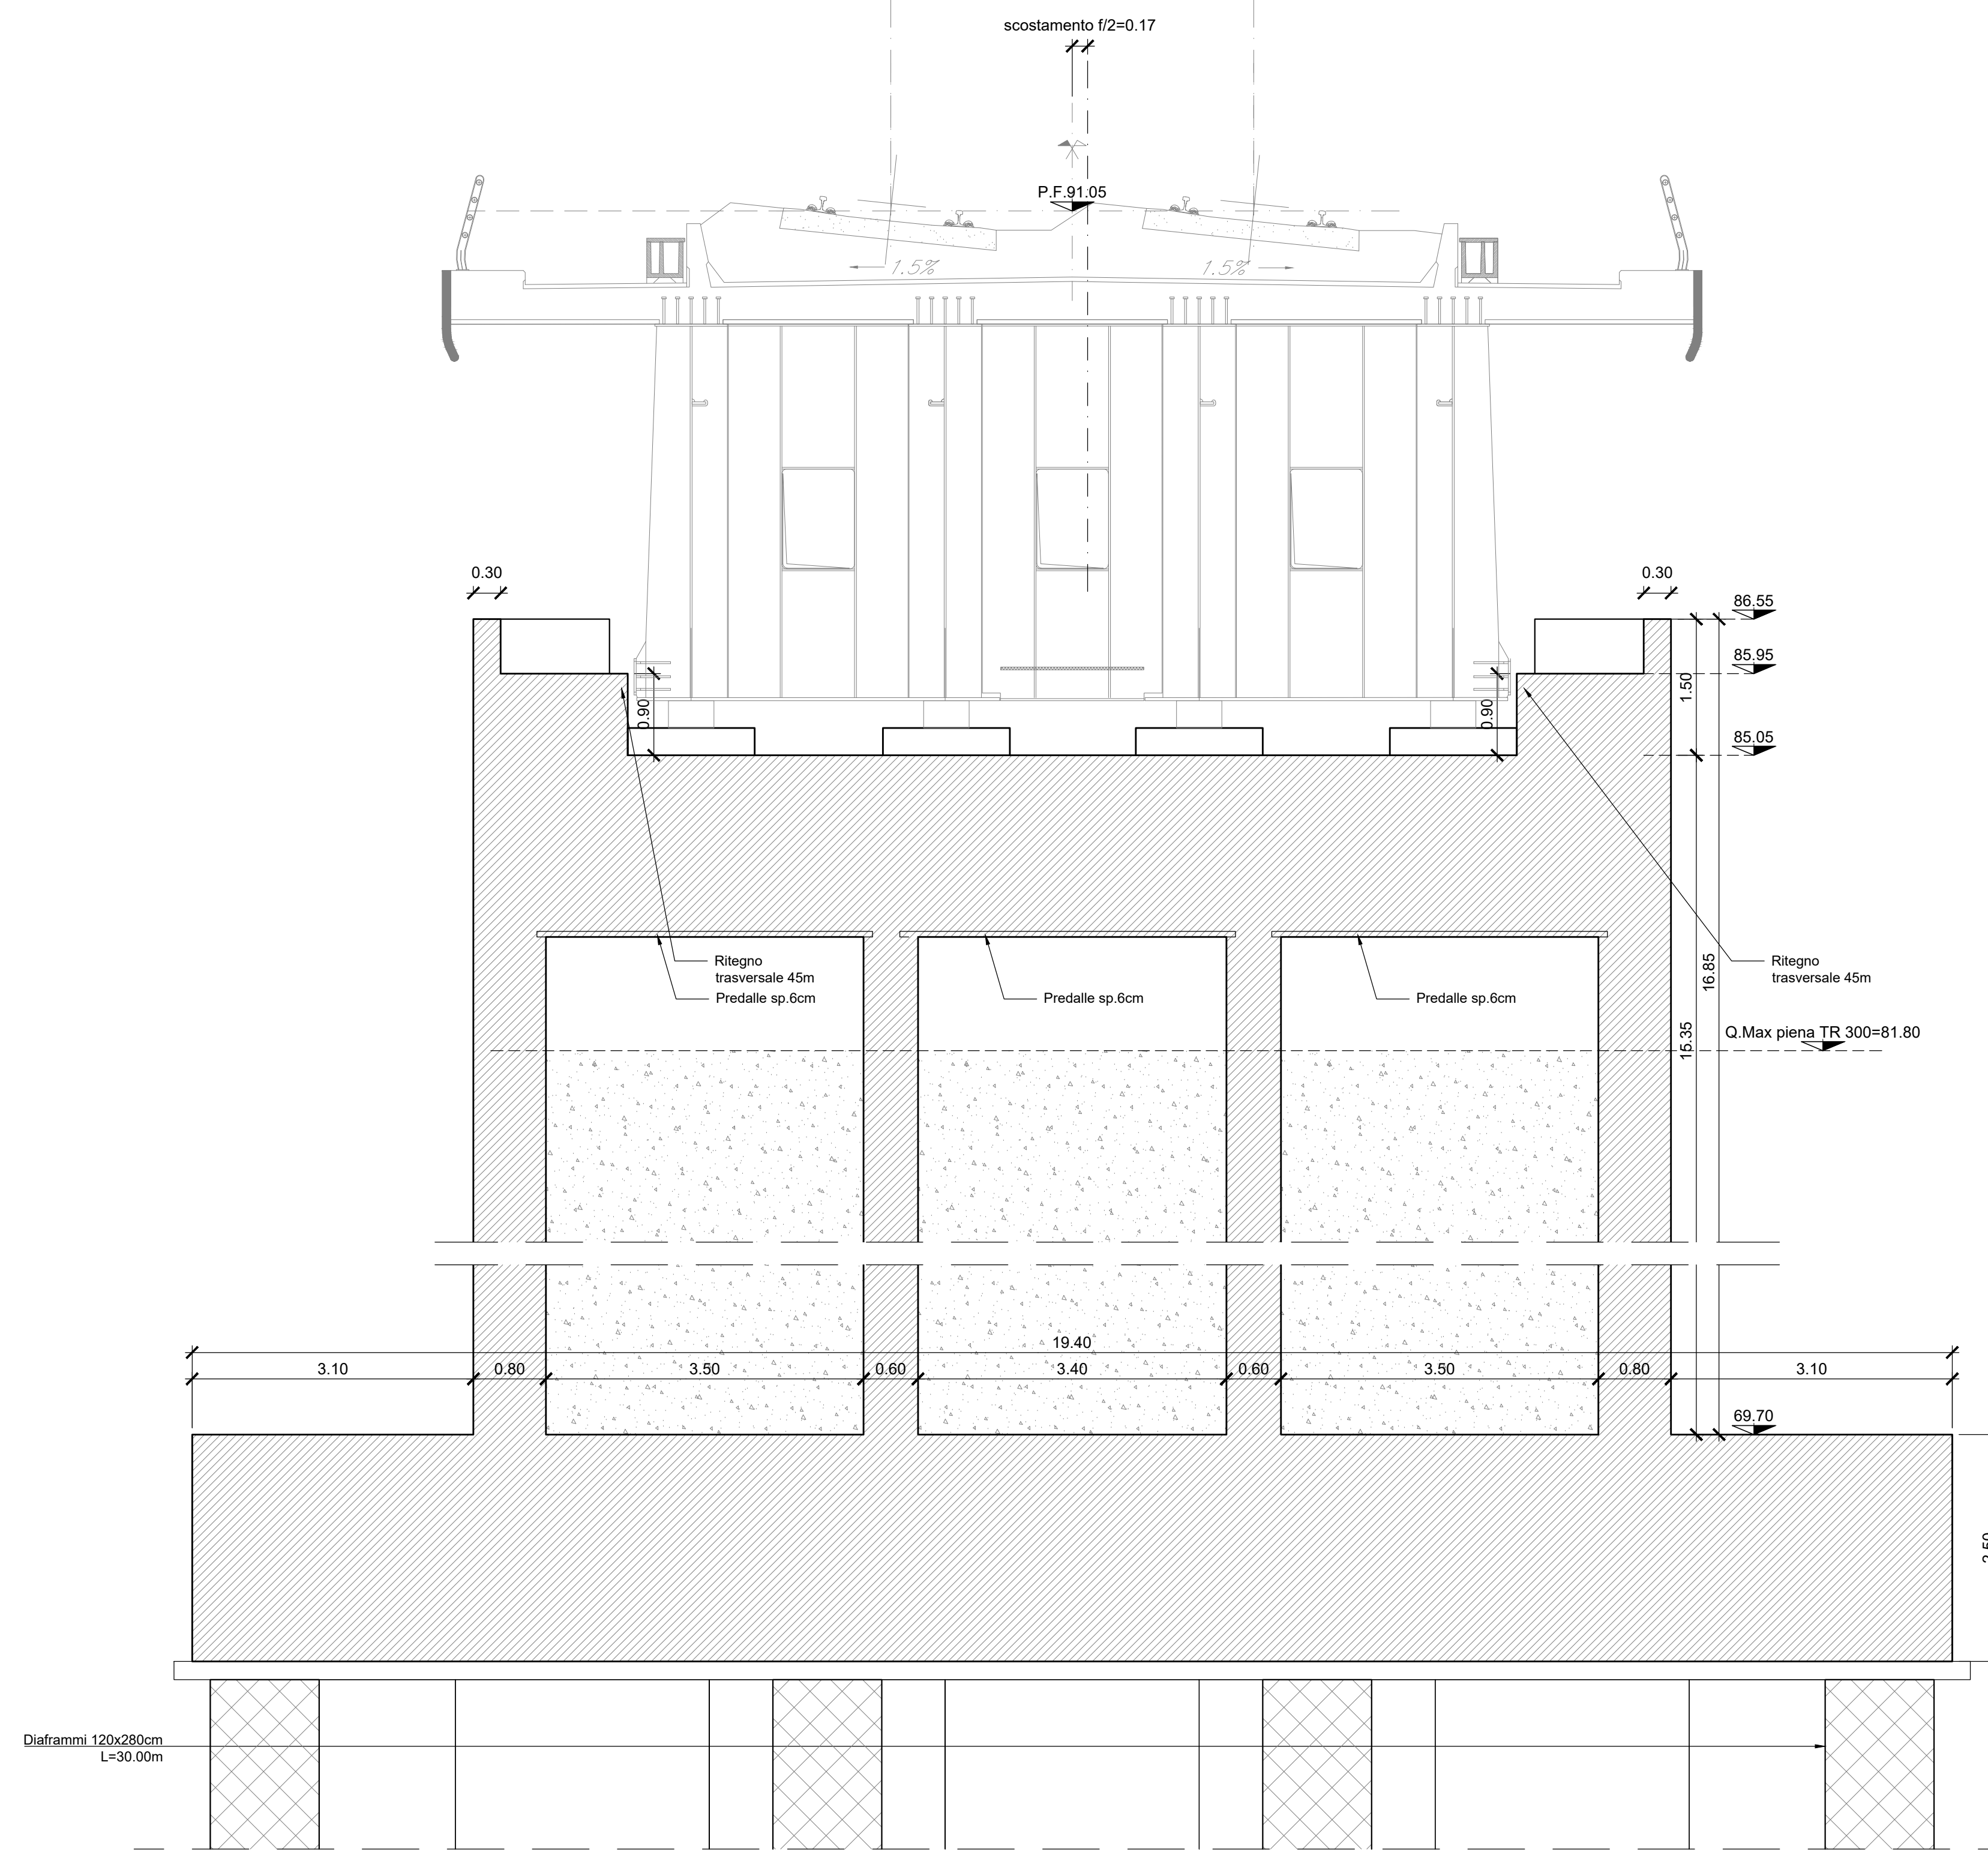 scostamento f/2=0.17
P.F.91.05
1.5%
1.5%
0.30
0.30
86.55
85.95
1.50
0.90
0.90
85.05
Ritegno
trasversale 45m
Predalle sp.6cm
Predalle sp.6cm
Predalle sp.6cm
Ritegno
trasversale 45m
16.85
15.35
Q.Max piena TR 300=81.80
19.40
3.10
0.80
3.50
0.60
3.40
0.60
3.50
0.80
3.10
69.70
Diaframmi 120x280cm
L=30.00m